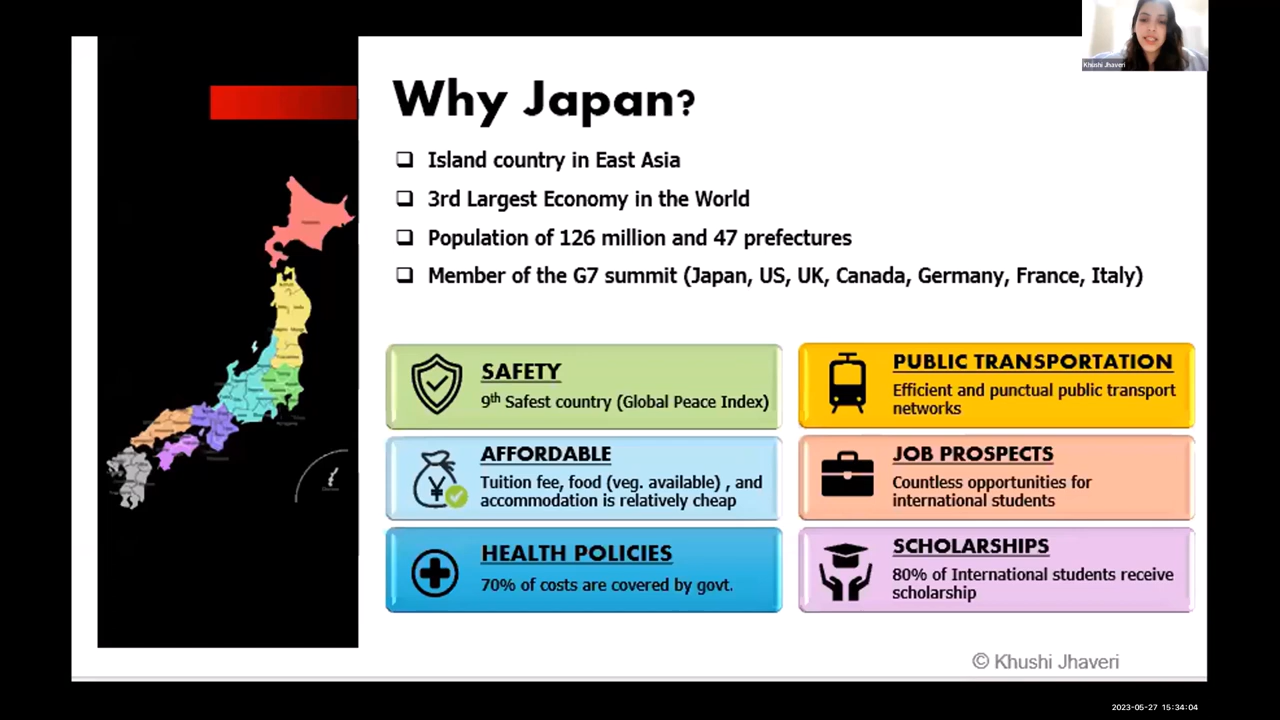 Khushi Jhaveri
Why Japan?
Island country in East Asia
3rd Largest Economy in the World
Population of 126 million and 47 prefectures
Member of the G7 summit (Japan, US, UK, Canada, Germany, France, Italy)
SAFETY
9th Safest country (Global Peace Index)
PUBLIC TRANSPORTATION
Efficient and punctual public transport
networks
AFFORDABLE
Tuition fee, food (veg. available) , and
accommodation is relatively cheap
JOB PROSPECTS
Countless opportunities for
international students
HEALTH POLICIES
70% of costs are covered by govt.
SCHOLARSHIPS
80% of International students receive
scholarship
© Khushi Jhaveri
2023-05-27 15:34:04